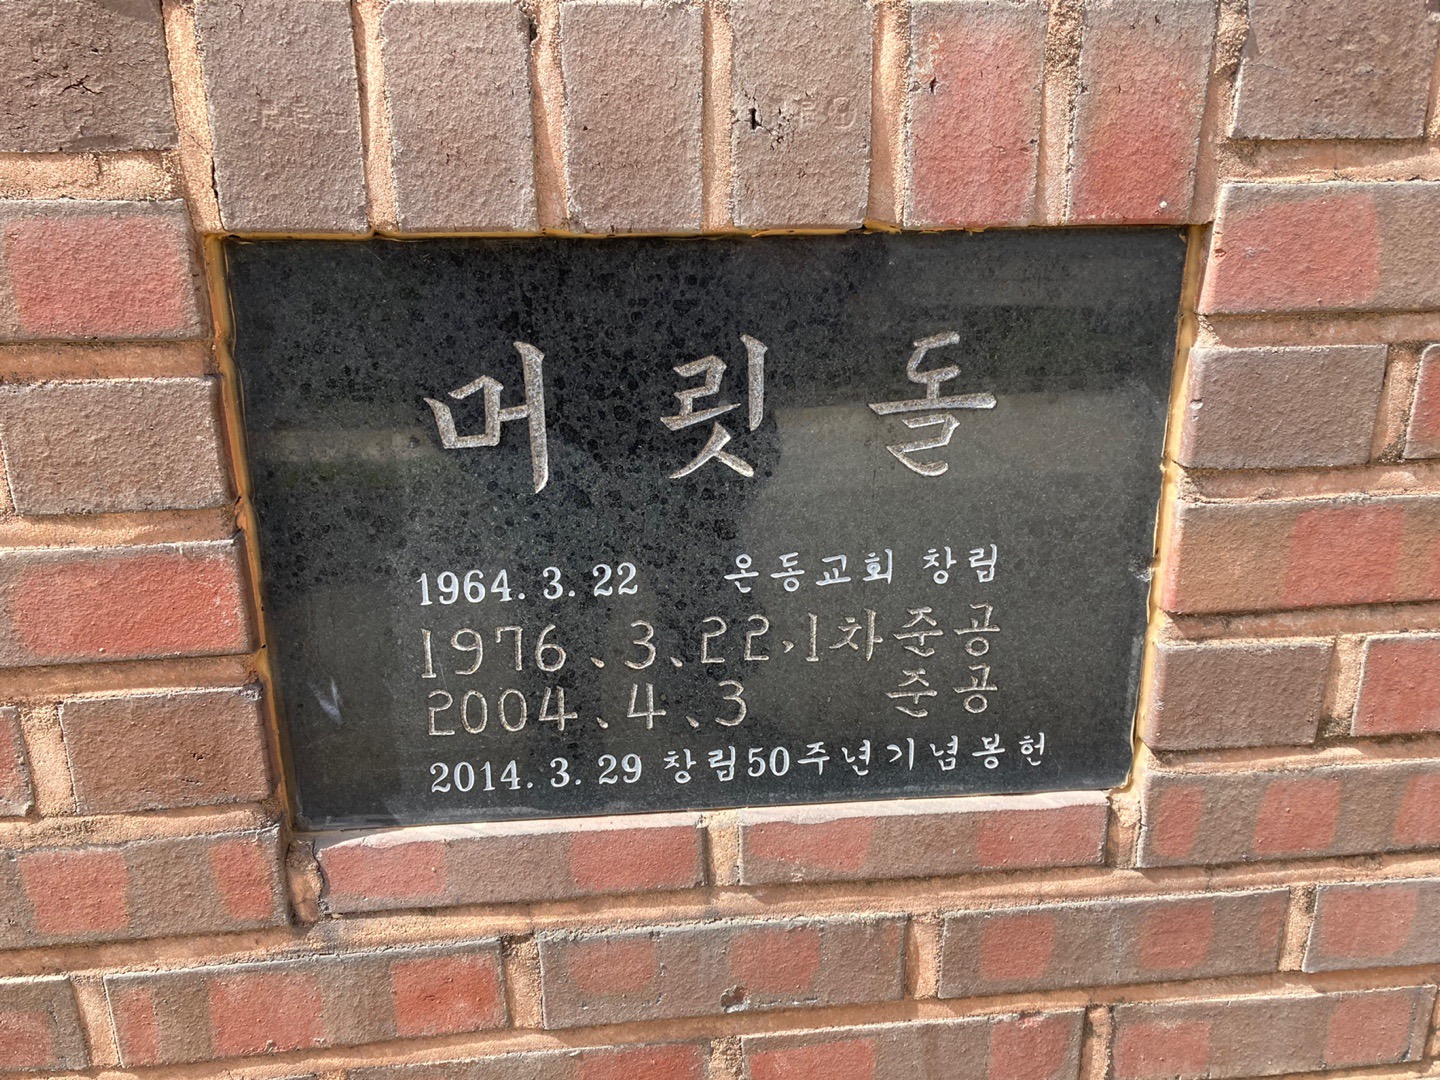 머릿돌
1964. 3. 22 온동교회 창립
1976.3.22,1차준공
2004.4.3 준공
2014. 3. 29 창립50주년기념봉헌